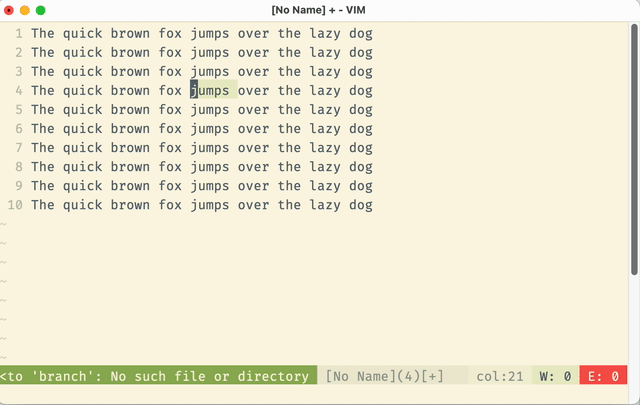 [No Name] + - VIM
1 The quick brown fox jumps over the lazy dog
2 The quick brown fox jumps over the lazy dog
3 The quick brown fox jumps over the lazy dog
4 The quick brown fox jumps over the lazy dog
5 The quick brown fox jumps over the lazy dog
6 The quick brown fox jumps over the lazy dog
7 The quick brown fox jumps over the lazy dog
8 The quick brown fox jumps over the lazy dog
9 The quick brown fox jumps over the lazy dog
10 The quick brown fox jumps over the lazy dog
~
~
~
~
~
~
~
~
<to 'branch': No such file or directory [No Name](4)[+] col:21 W: 0 E: 0